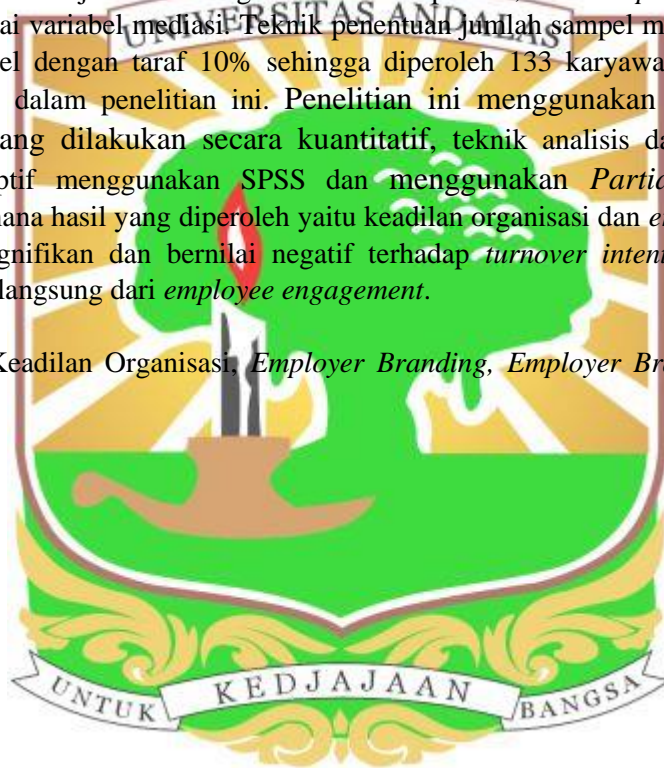 UNIVERSITAS ANDALAS
ai variabel mediasi. Teknik penentuan jumlah sampel m
el dengan taraf 10% sehingga diperoleh 133 karyawa
dalam penelitian ini. Penelitian ini menggunakan
ang dilakukan secara kuantitatif, teknik analisis da
ptif menggunakan SPSS dan menggunakan Partia
nana hasil yang diperoleh yaitu keadilan organisasi dan e
gnifikan dan bernilai negatif terhadap turnover inten
langsung dari employee engagement.
Keadilan Organisasi, Employer Branding, Employer Br
UNTUK KEDJAJAAN BANGSA